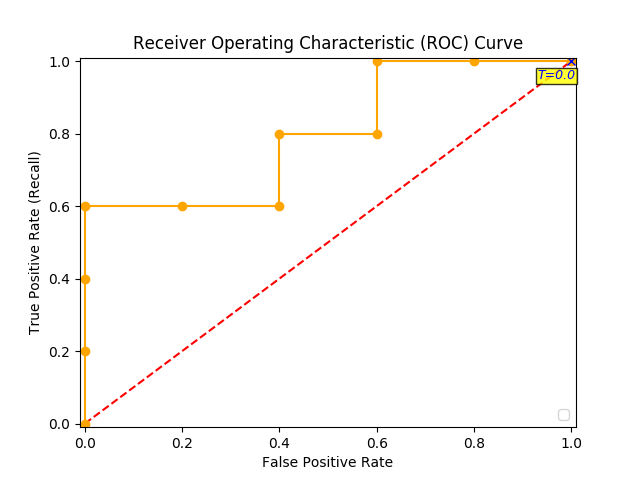 Receiver Operating Characteristic (ROC) Curve
1.0
T=0.0
0.8
0.6
0.4
0.2
0.0
True Positive Rate (Recall)
0.0 0.2 0.4 0.6 0.8 1.0
False Positive Rate